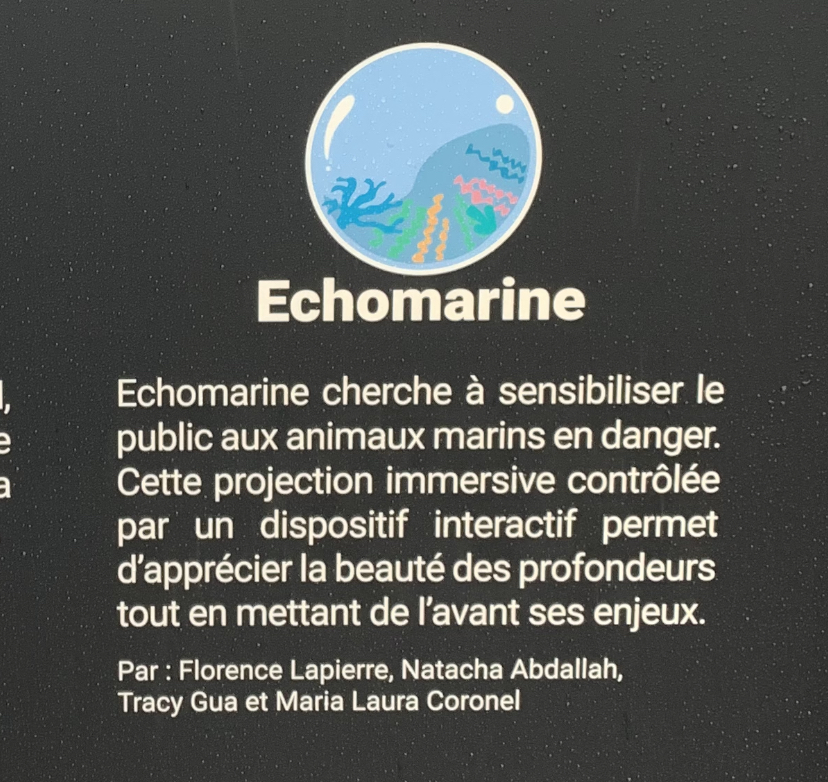 Echomarine
Echomarine cherche à sensibiliser le
public aux animaux marins en danger.
Cette projection immersive contrôlée
par un dispositif interactif permet
d'apprécier la beauté des profondeurs
tout en mettant de l'avant ses enjeux.
Par : Florence Lapierre, Natacha Abdallah,
Tracy Gua et Maria Laura Coronel